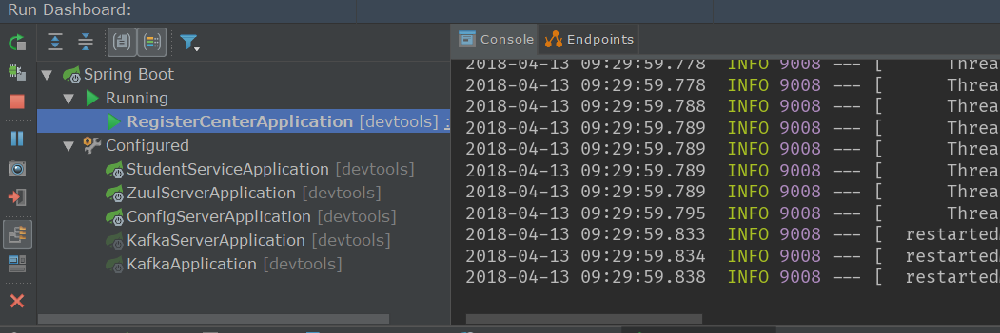 Run Dashboard:
Console Endpoints
Spring Boot
Running
RegisterCenterApplication [devtools]
Configured
StudentServiceApplication [devtools]
ZuulServerApplication [devtools]
ConfigServerApplication [devtools]
KafkaServerApplication [devtools]
KafkaApplication [devtools]
2018-04-13 09:29:59.778 INFO 9008 --- [ Threa
2018-04-13 09:29:59.778 INFO 9008 --- [ Threa
2018-04-13 09:29:59.788 INFO 9008 --- [ Threa
2018-04-13 09:29:59.789 INFO 9008 --- [ Threa
2018-04-13 09:29:59.789 INFO 9008 --- [ Threa
2018-04-13 09:29:59.789 INFO 9008 --- [ Threa
2018-04-13 09:29:59.789 INFO 9008 --- [ Threa
2018-04-13 09:29:59.795 INFO 9008 --- [ Threa
2018-04-13 09:29:59.833 INFO 9008 --- [ restarted
2018-04-13 09:29:59.834 INFO 9008 --- [ restarted
2018-04-13 09:29:59.838 INFO 9008 --- [ restarted